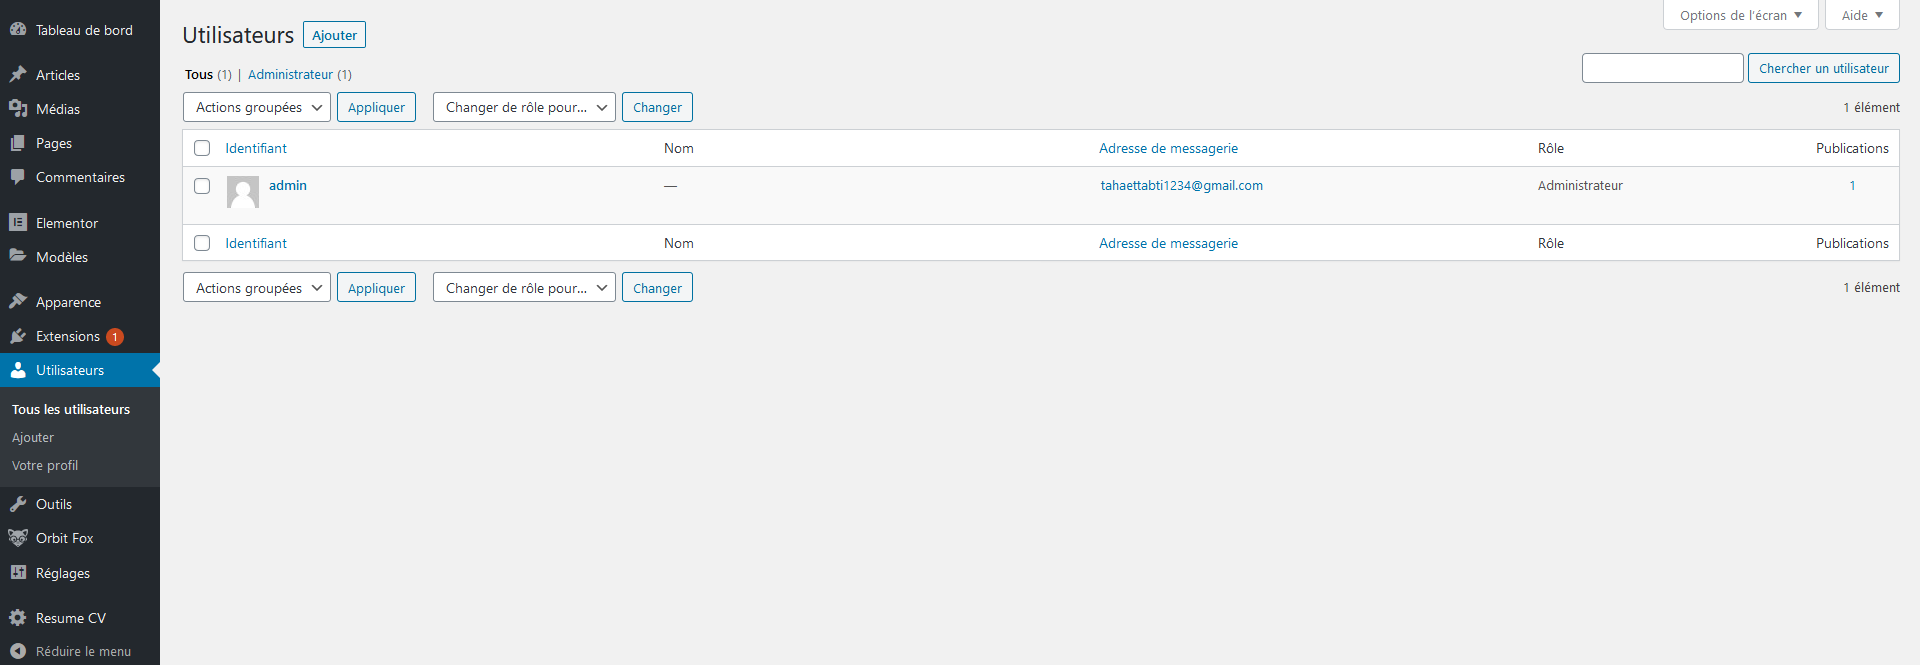 Tableau de bord
Articles
Médias
Pages
Commentaires
Elementor
Modèles
Apparence
Extensions 1
Utilisateurs
Tous les utilisateurs
Ajouter
Votre profil
Outils
Orbit Fox
Réglages
Resume CV
Réduire le menu
Options de l'écran Aide
Utilisateurs Ajouter
Tous (1) | Administrateur (1)
Chercher un utilisateur
Actions groupées Appliquer Changer de rôle pour... Changer 1 élément
Identifiant Nom Adresse de messagerie Rôle Publications
admin — tahaettabti1234@gmail.com Administrateur 1
Identifiant Nom Adresse de messagerie Rôle Publications
Actions groupées Appliquer Changer de rôle pour... Changer 1 élément